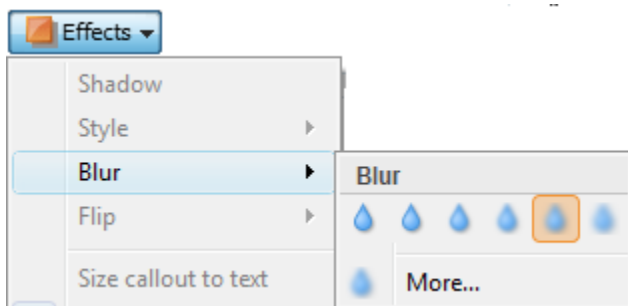 Effects
Shadow
Style
Blur
Blur
Flip
Size callout to text
More...